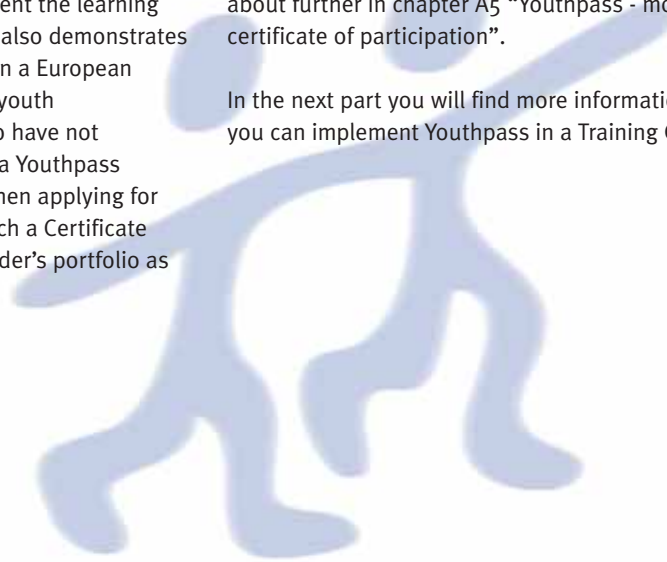 ent the learning
also demonstrates
n a European
youth
o have not
a Youthpass
hen applying for
ch a Certificate
der's portfolio as
about further in chapter A5 "Youthpass - mo
certificate of participation".
In the next part you will find more informati
you can implement Youthpass in a Training